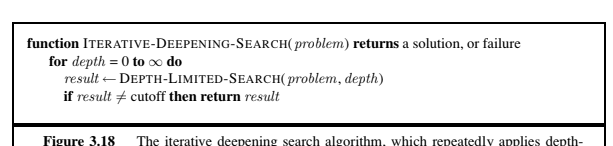 function ITERATIVE-DEEPENING-SEARCH(problem) returns a solution, or failure
for depth = 0 to ∞ do
result ← DEPTH-LIMITED-SEARCH(problem, depth)
if result ≠ cutoff then return result
Figure 3.18 The iterative deepening search algorithm, which repeatedly applies depth-